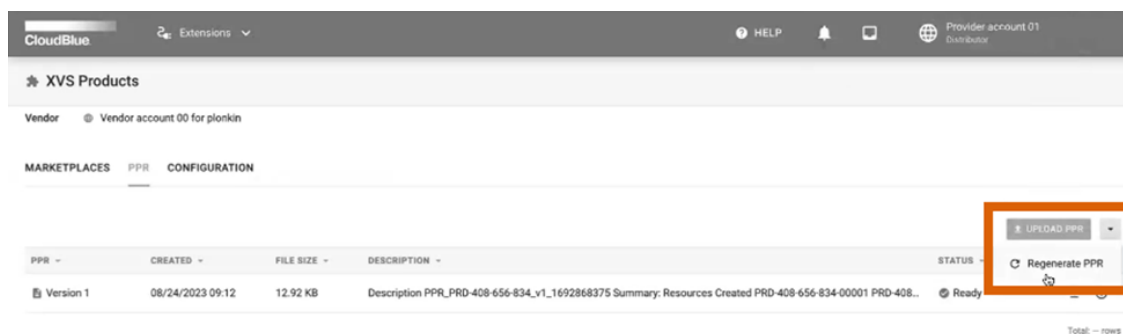 CloudBlue. Extensions HELP Provider account 01
Distributor
XVS Products
Vendor Vendor account 00 for plonkin
MARKETPLACES PPR CONFIGURATION
UPLOAD PPR
PPR CREATED FILE SIZE DESCRIPTION STATUS
Regenerate PPR
Version 1 08/24/2023 09:12 12.92 KB Description PPR_PRD-408-656-834_v1_1692868375 Summary: Resources Created PRD-408-656-834-00001 PRD-408... Ready
Total: -- rows